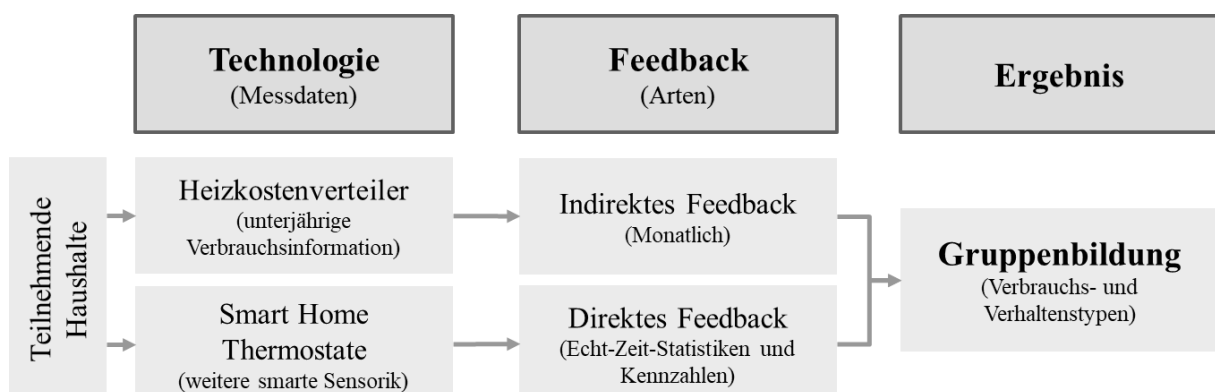 Technologie
(Messdaten)
Feedback
(Arten)
Ergebnis
Teilnehmende
Haushalte
Heizkostenverteiler
(unterjährige
Verbrauchsinformation)
Indirektes Feedback
(Monatlich)
Smart Home
Thermostate
(weitere smarte Sensorik)
Direktes Feedback
(Echt-Zeit-Statistiken und
Kennzahlen)
Gruppenbildung
(Verbrauchs- und
Verhaltenstypen)